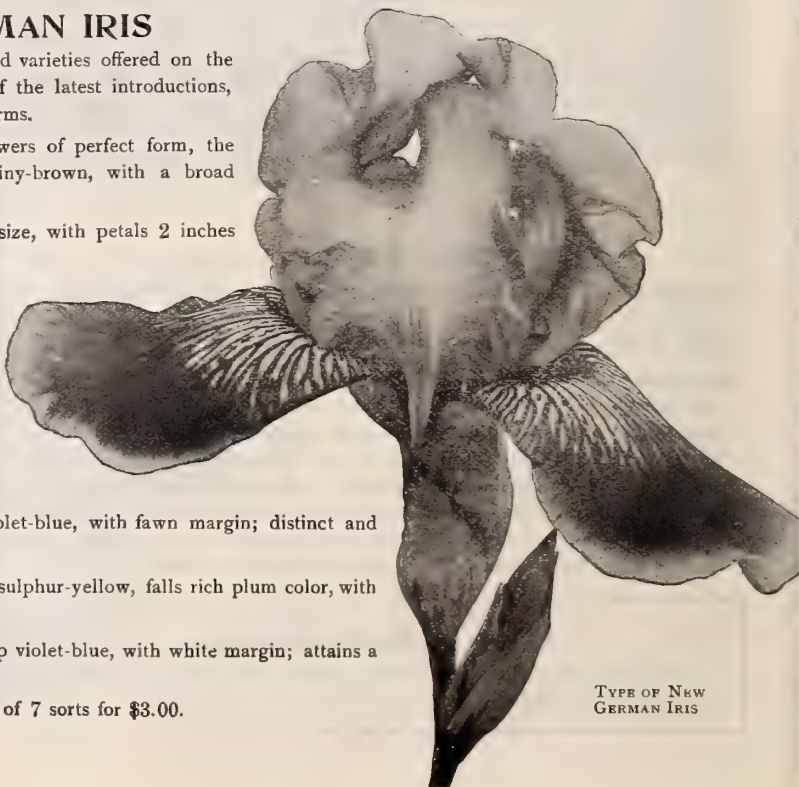 MAN IRIS
d varieties offered on the
f the latest introductions,
rms.
wers of perfect form, the
iny-brown, with a broad
size, with petals 2 inches
olet-blue, with fawn margin; distinct and
sulphur-yellow, falls rich plum color, with
p violet-blue, with white margin; attains a
of 7 sorts for $3.00.
TYPE OF NEW
GERMAN IRIS